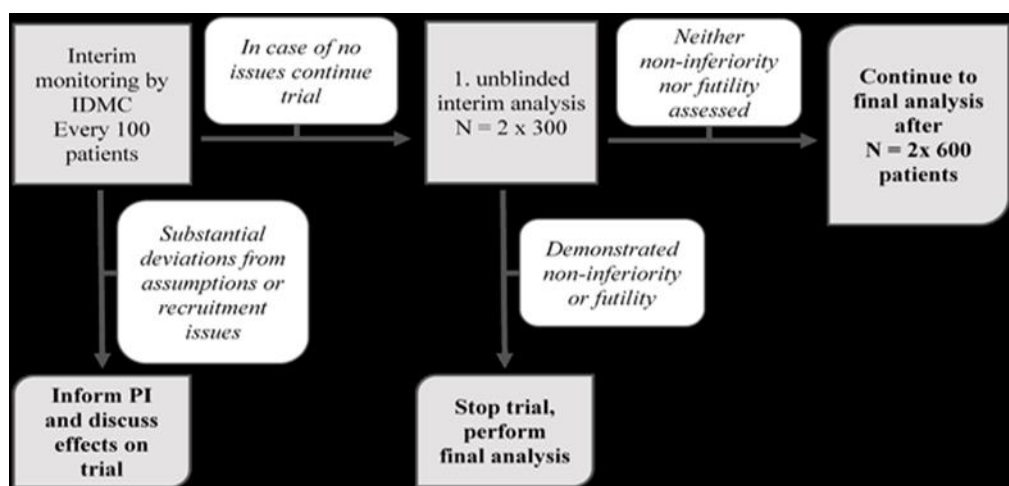 Interim
monitoring by
IDMC
Every 100
patients
In case of no
issues continue
trial
1. unblinded
interim analysis
N = 2 x 300
Neither
non-inferiority
nor futility
assessed
Continue to
final analysis
after
N = 2x 600
patients
Substantial
deviations from
assumptions or
recruitment
issues
Demonstrated
non-inferiority
or futility
Inform PI
and discuss
effects on
trial
Stop trial,
perform
final analysis